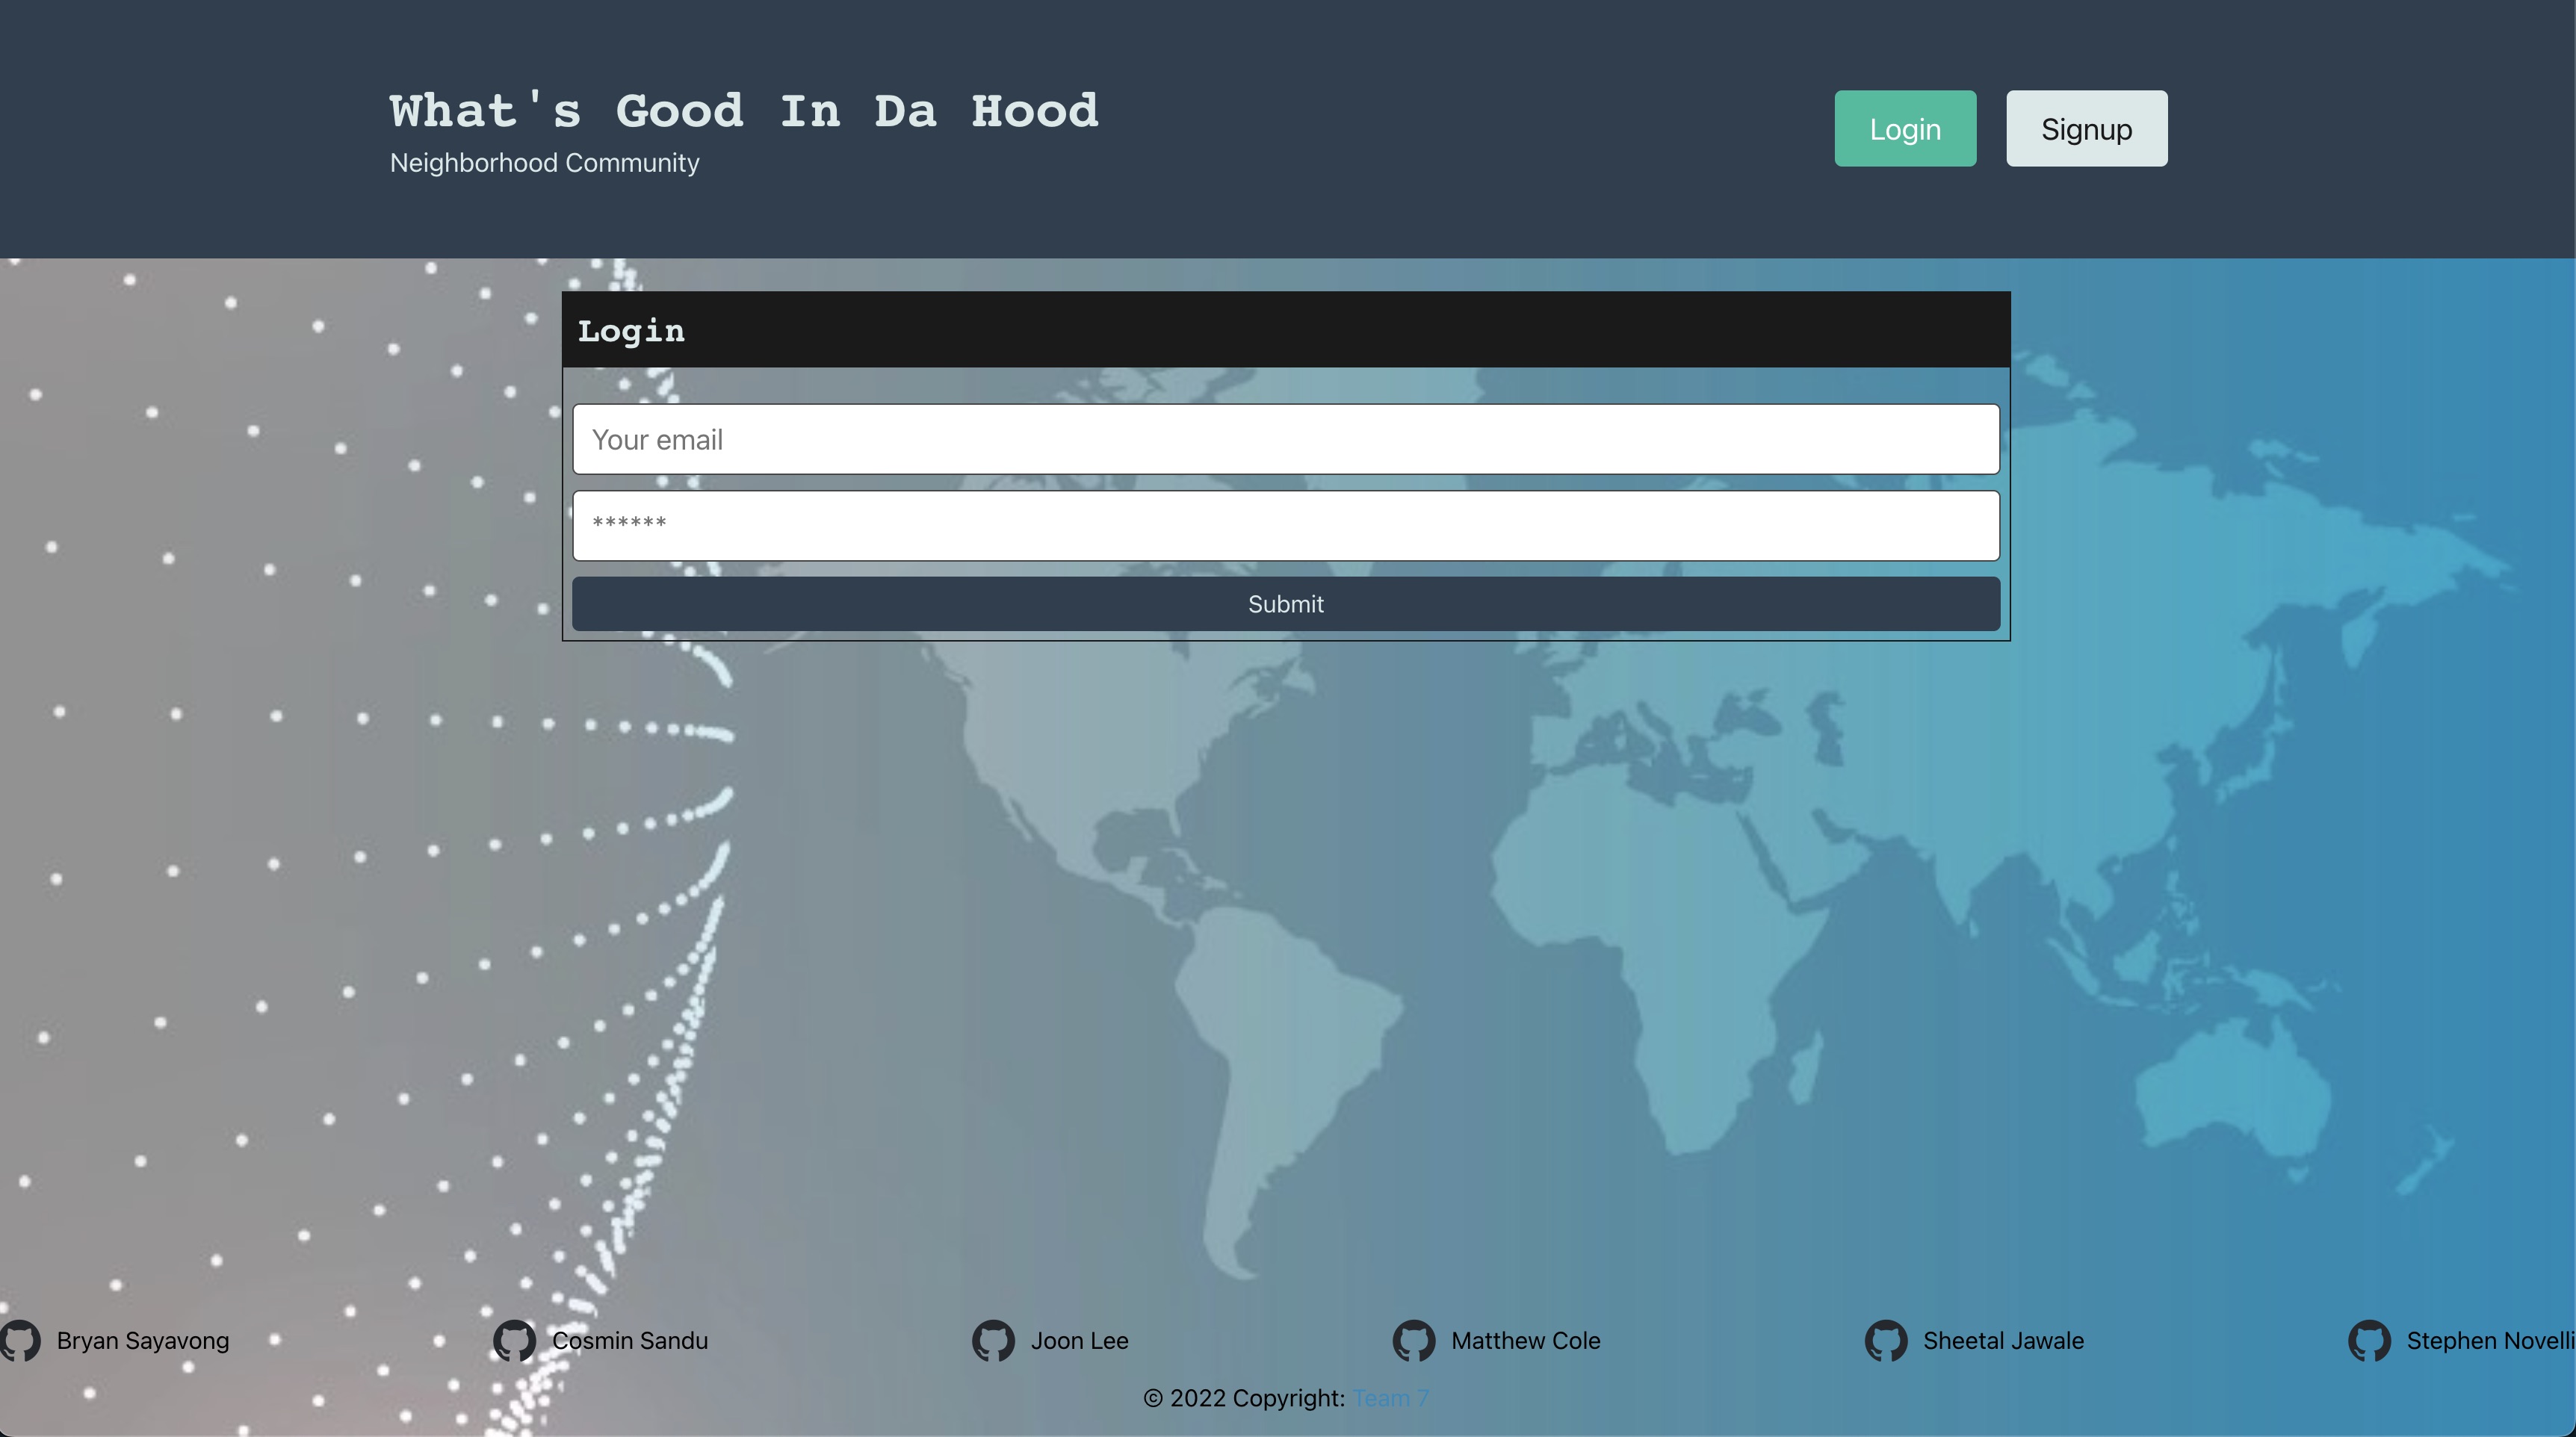 What's Good In Da Hood
Neighborhood Community
Login
Signup
Login
Your email
******
Submit
Bryan Sayavong
Cosmin Sandu
Joon Lee
Matthew Cole
Sheetal Jawale
Stephen Novelli
© 2022 Copyright: Team 7